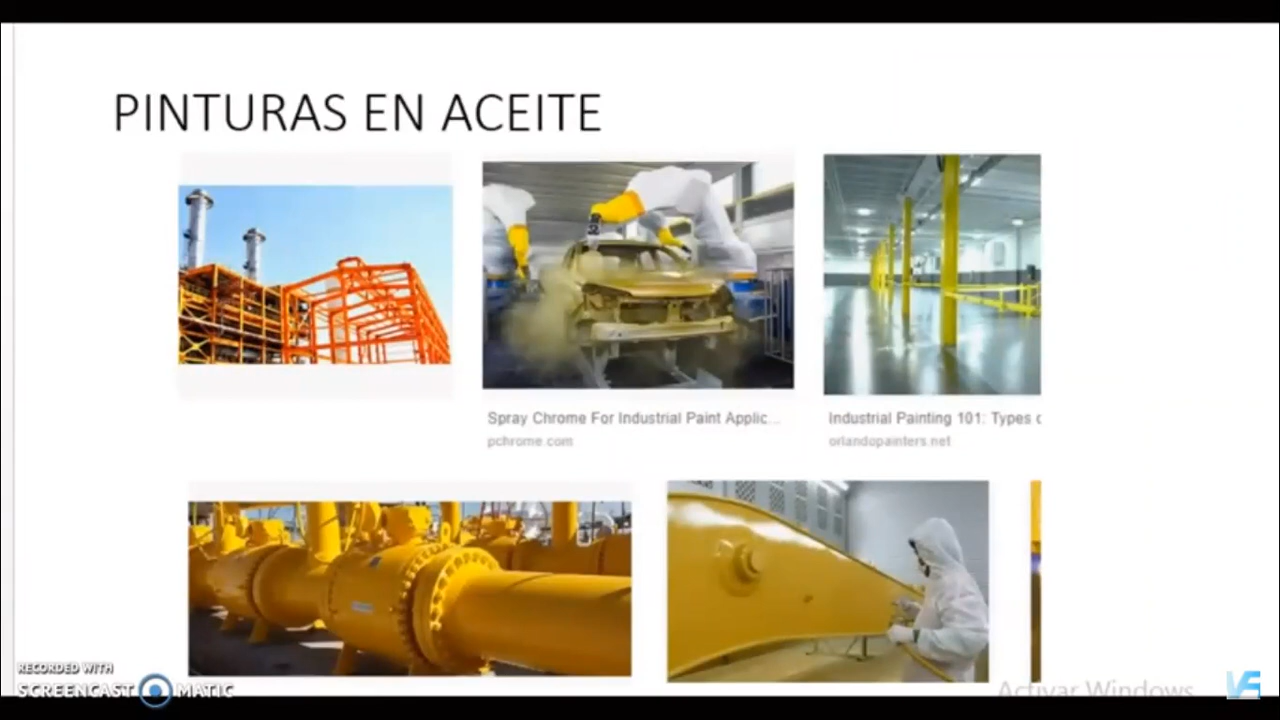 PINTURAS EN ACEITE
Spray Chrome For Industrial Paint Applic...
pchrome.com
Industrial Painting 101: Types
orlandopainters.net
RECORDED WITH
SCREENCAST MATIC
Activar Windows